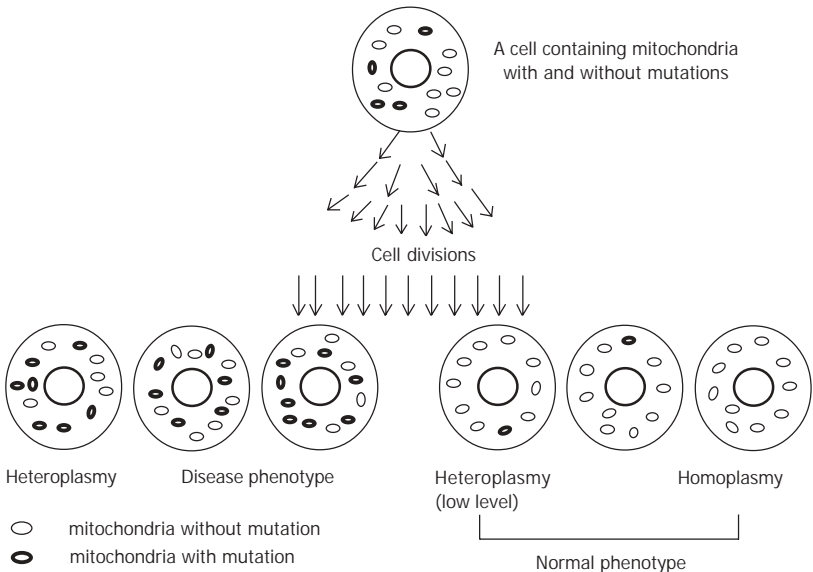 A cell containing mitochondria
with and without mutations
Cell divisions
Heteroplasmy
Disease phenotype
Heteroplasmy
(low level)
Homoplasmy
mitochondria without mutation
mitochondria with mutation
Normal phenotype